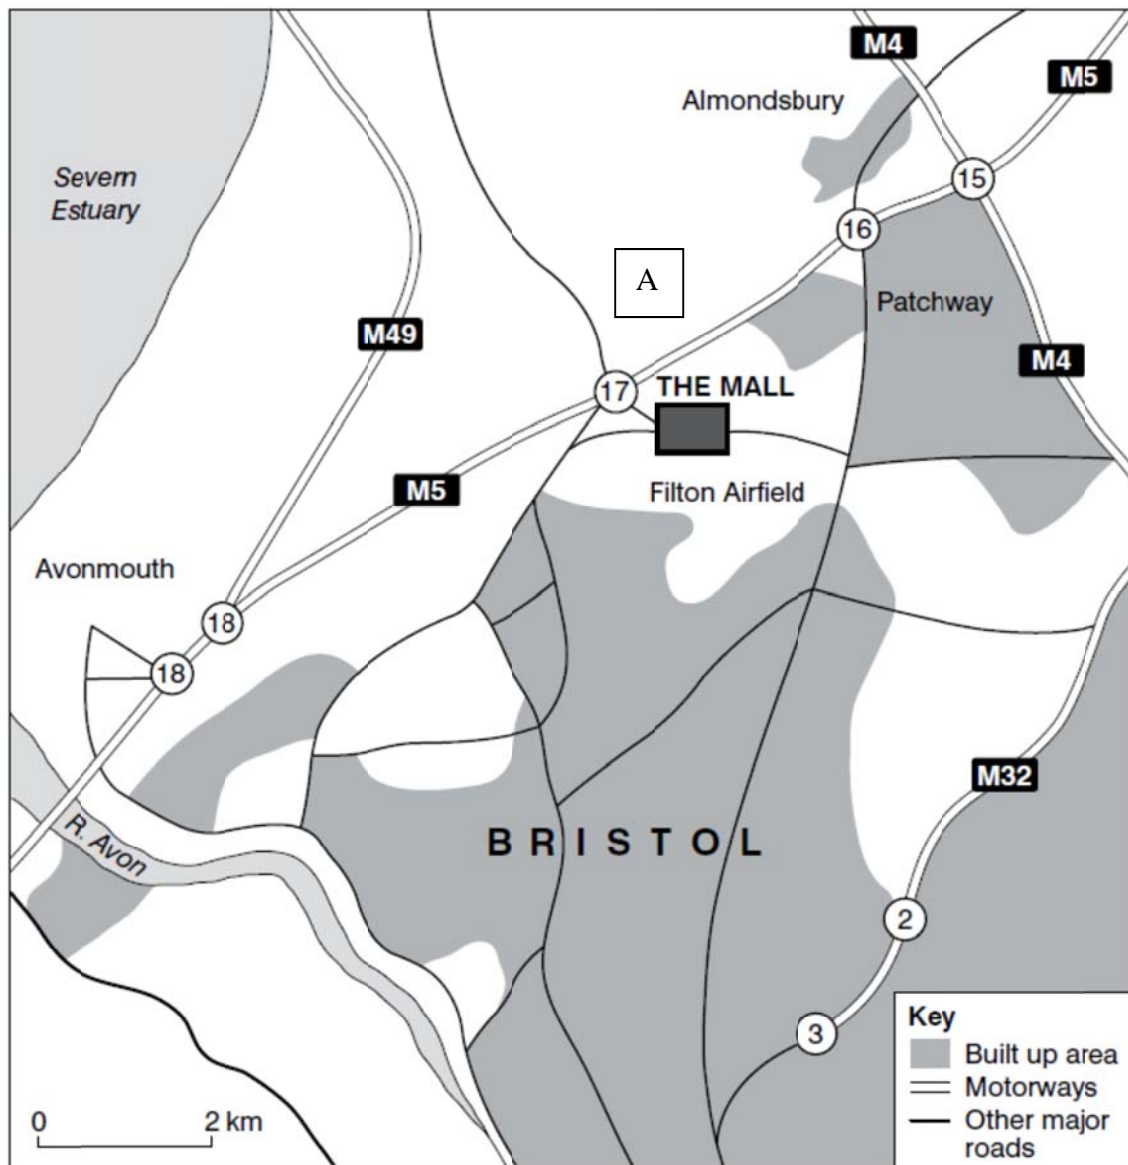 M4
M5
Almondsbury
Severn
Estuary
15
16
A
Patchway
M49
M4
17
THE MALL
M5
Filton Airfield
Avonmouth
18
18
M32
R. Avon
BRISTOL
2
3
Key
Built up area
Motorways
Other major
roads
0 2 km